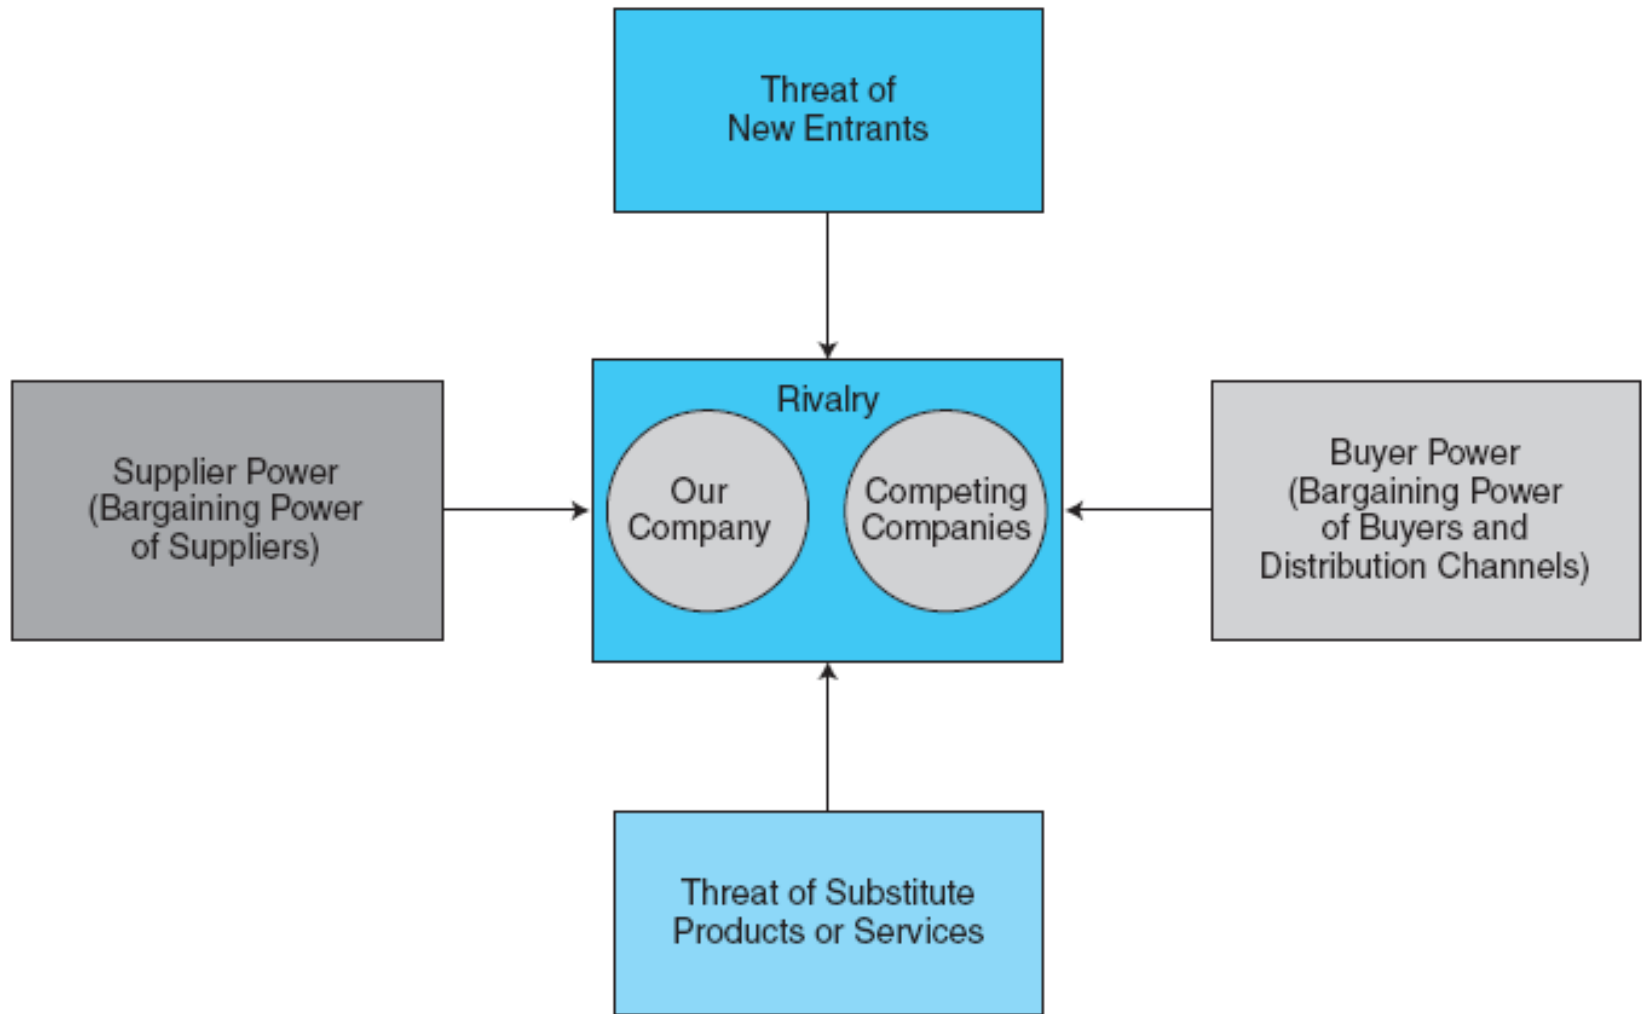 Threat of
New Entrants
Rivalry
Supplier Power
(Bargaining Power
of Suppliers)
Our
Company
Competing
Companies
Buyer Power
(Bargaining Power
of Buyers and
Distribution Channels)
Threat of Substitute
Products or Services